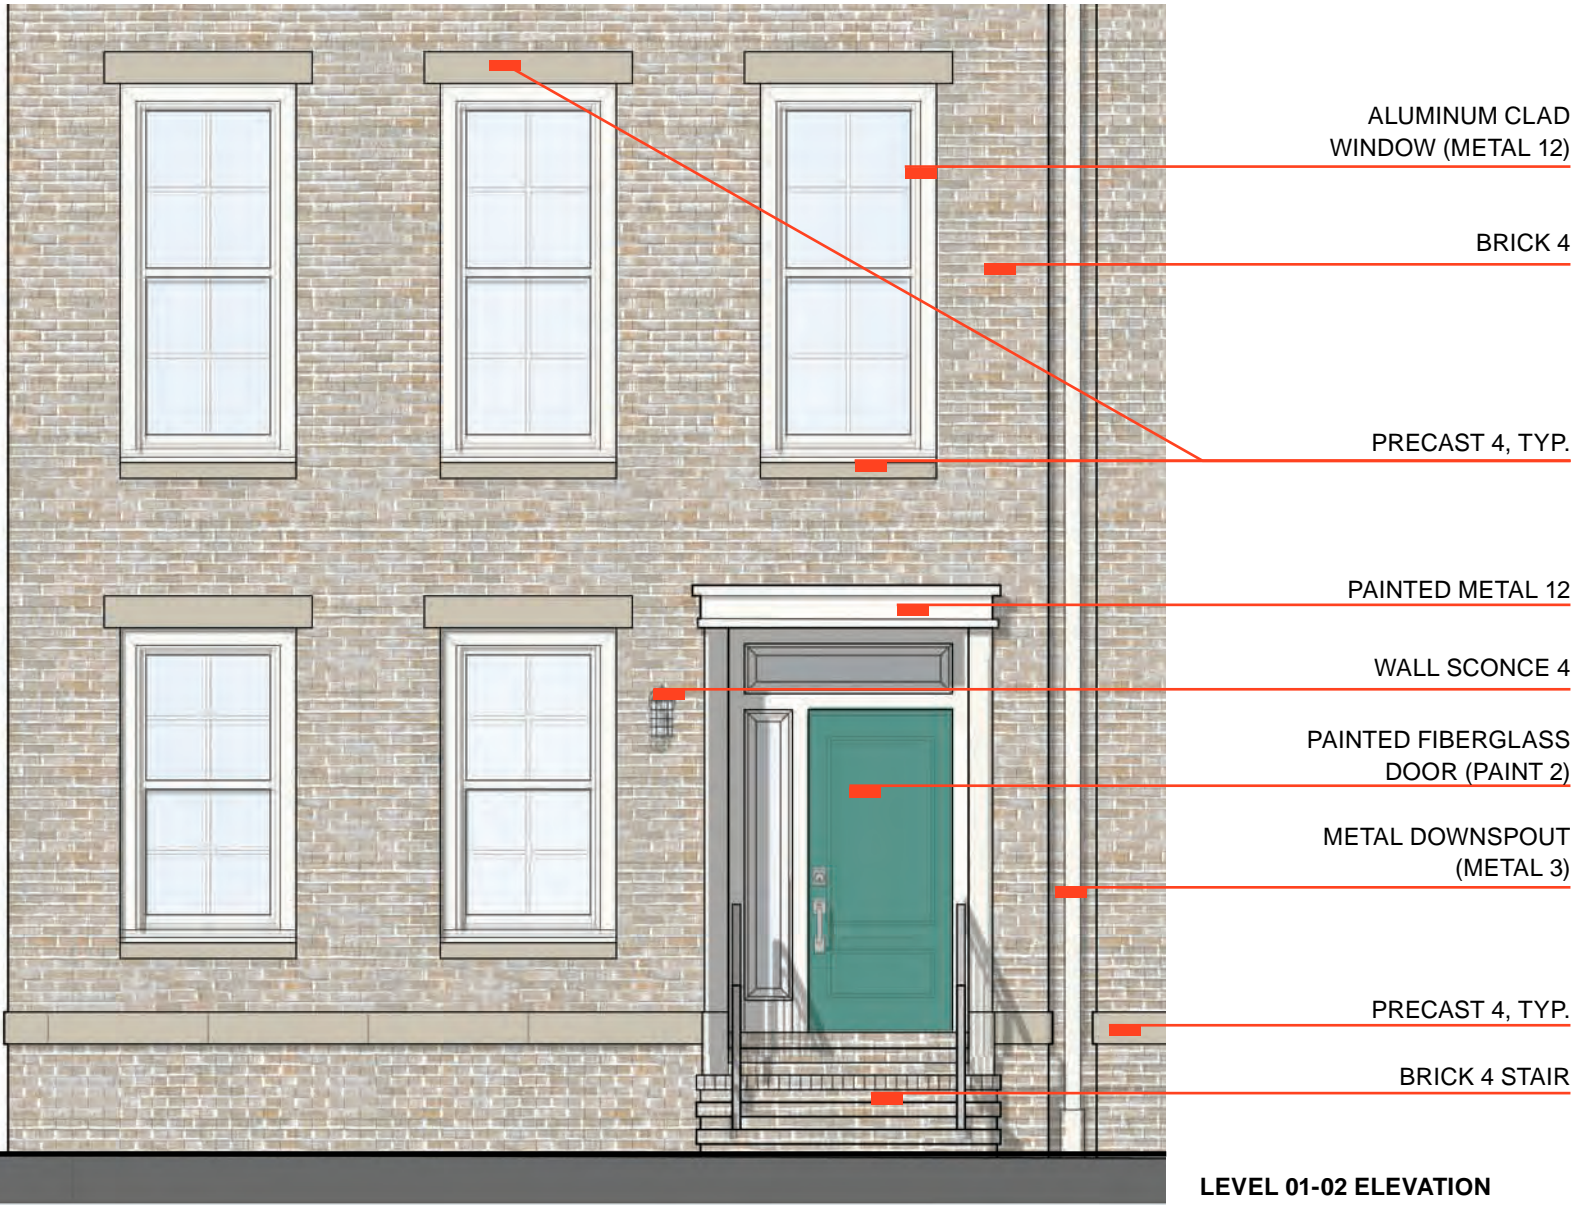 ALUMINUM CLAD
WINDOW (METAL 12)
BRICK 4
PRECAST 4, TYP.
PAINTED METAL 12
WALL SCONCE 4
PAINTED FIBERGLASS
DOOR (PAINT 2)
METAL DOWNSPOUT
(METAL 3)
PRECAST 4, TYP.
BRICK 4 STAIR
LEVEL 01-02 ELEVATION